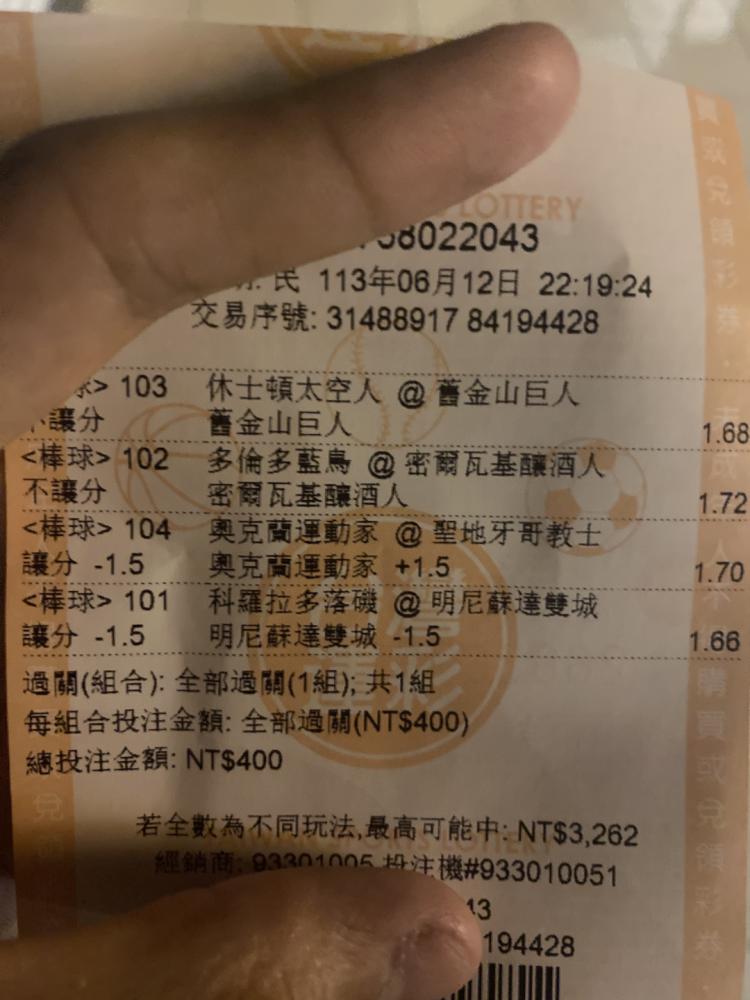 LOTTERY
58022043
民 113年06月12日 22:19:24
交易序號: 31488917 84194428
103 休士頓太空人 @ 舊金山巨人
不讓分 舊金山巨人 1.68
<棒球> 102 多倫多藍鳥 @ 密爾瓦基釀酒人
不讓分 密爾瓦基釀酒人 1.72
<棒球> 104 奧克蘭運動家 @ 聖地牙哥教士
讓分 -1.5 奧克蘭運動家 +1.5 1.70
<棒球> 101 科羅拉多落磯 @ 明尼蘇達雙城
讓分 -1.5 明尼蘇達雙城 -1.5 1.66
過關(組合): 全部過關(1組); 共1組
每組合投注金額: 全部過關(NT$400)
總投注金額: NT$400
若全數為不同玩法,最高可能中: NT$3,262
經銷商: 93301005 投注機#933010051
43
194428